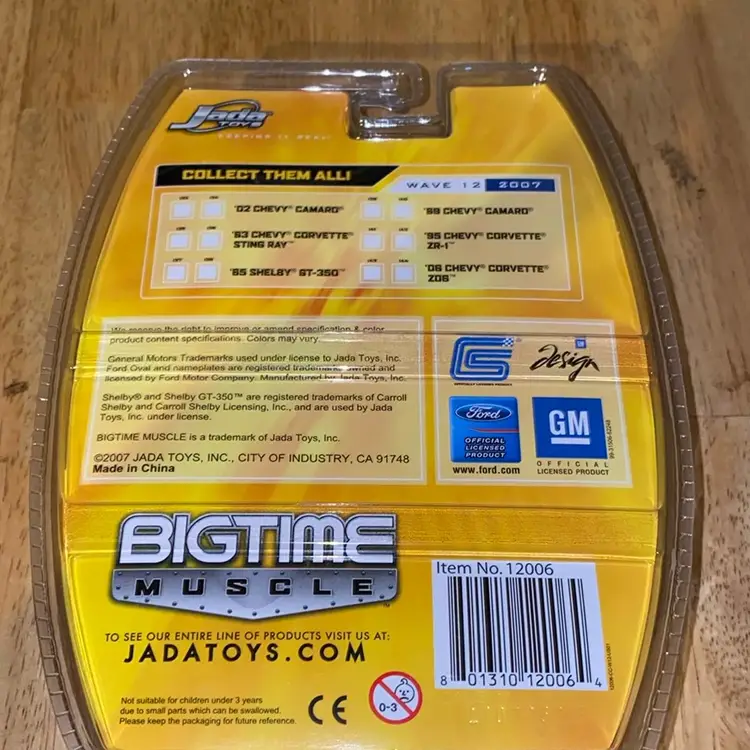 Jada
TOYS
KEEPING IT REAL
COLLECT THEM ALL!
WAVE 12 2007
'02 CHEVY® CAMARO®
'69 CHEVY® CAMARO®
'63 CHEVY® CORVETTE®
STING RAY™
'95 CHEVY® CORVETTE®
ZR-1™
'65 SHELBY® GT-350™
'06 CHEVY® CORVETTE®
Z06™
We reserve the right to improve or amend specification & color
product content specifications. Colors may vary.
General Motors Trademarks used under license to Jada Toys, Inc.
Ford Oval and nameplates are registered trademarks owned and
licensed by Ford Motor Company. Manufactured by Jada Toys, Inc.
Shelby® and Shelby GT-350™ are registered trademarks of Carroll
Shelby and Carroll Shelby Licensing, Inc., and are used by Jada
Toys, Inc. under license.
BIGTIME MUSCLE is a trademark of Jada Toys, Inc.
©2007 JADA TOYS, INC., CITY OF INDUSTRY, CA 91748
Made in China
CS
OFFICIALLY LICENSED PRODUCT
GM
Design
Ford
OFFICIAL
LICENSED
PRODUCT
www.ford.com
GM
OFFICIAL
LICENSED PRODUCT
BIGTIME
MUSCLE™
TO SEE OUR ENTIRE LINE OF PRODUCTS VISIT US AT:
JADATOYS.COM
Not suitable for children under 3 years
due to small parts which can be swallowed.
Please keep the packaging for future reference.
CE
0-3
Item No. 12006
8 01310 12006 4